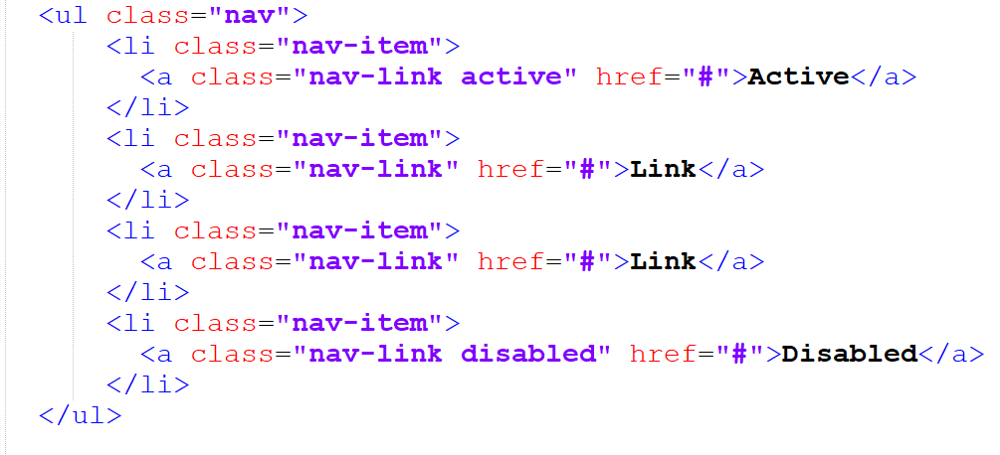 <ul class="nav">
<li class="nav-item">
<a class="nav-link active" href="#">Active</a>
</li>
<li class="nav-item">
<a class="nav-link" href="#">Link</a>
</li>
<li class="nav-item">
<a class="nav-link" href="#">Link</a>
</li>
<li class="nav-item">
<a class="nav-link disabled" href="#">Disabled</a>
</li>
</ul>